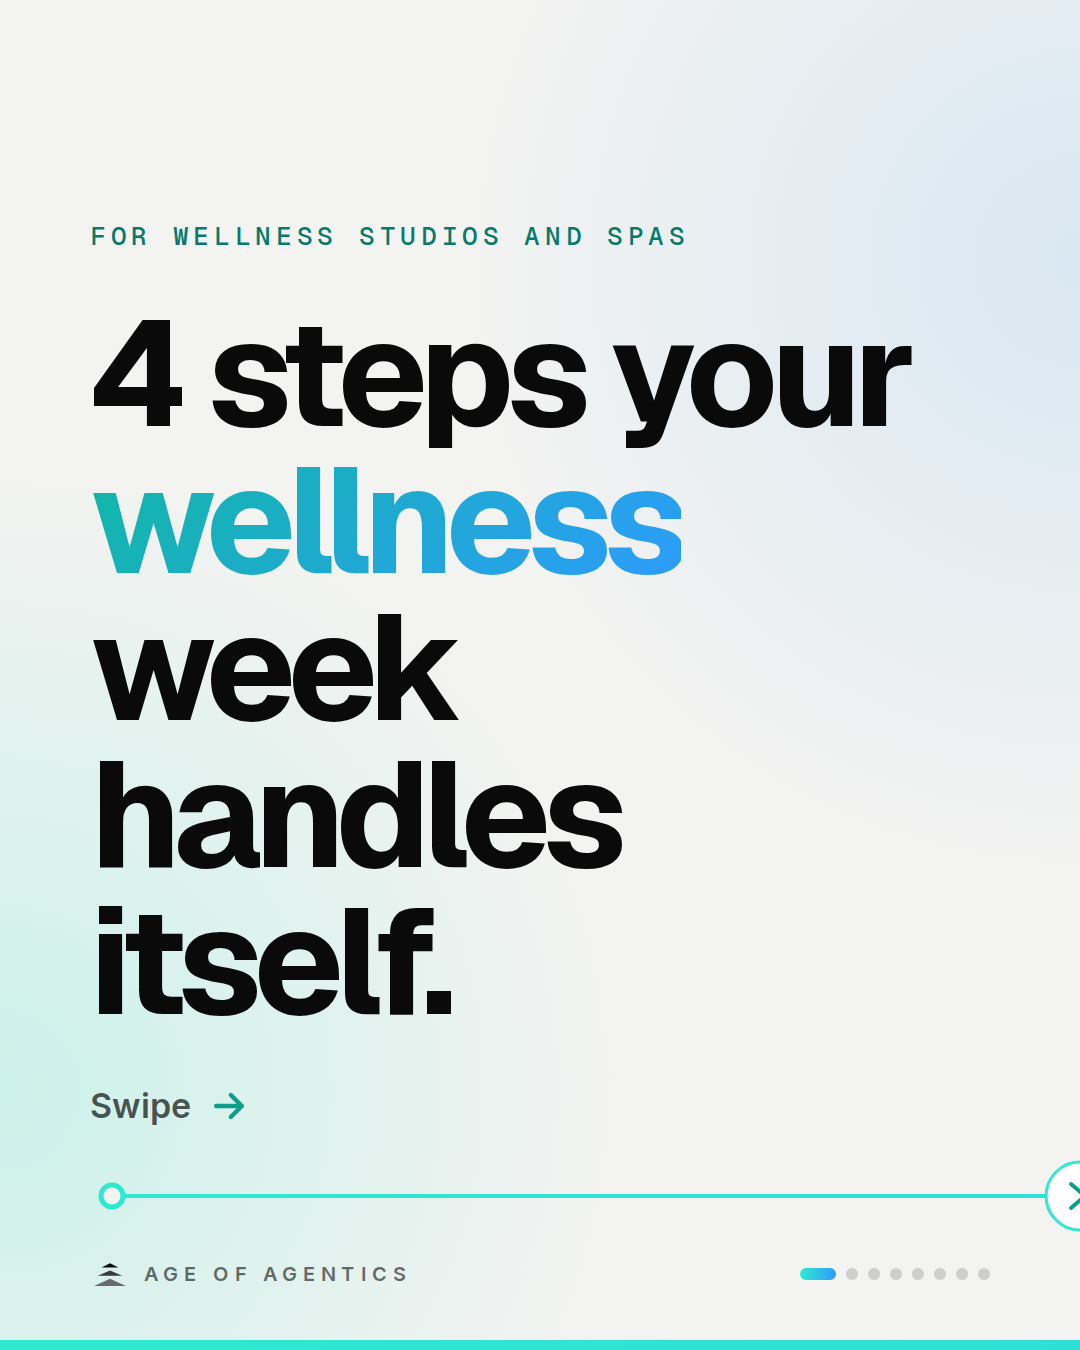 FOR WELLNESS STUDIOS AND SPAS
4 steps your
wellness
week
handles
itself.
Swipe
AGE OF AGENTICS